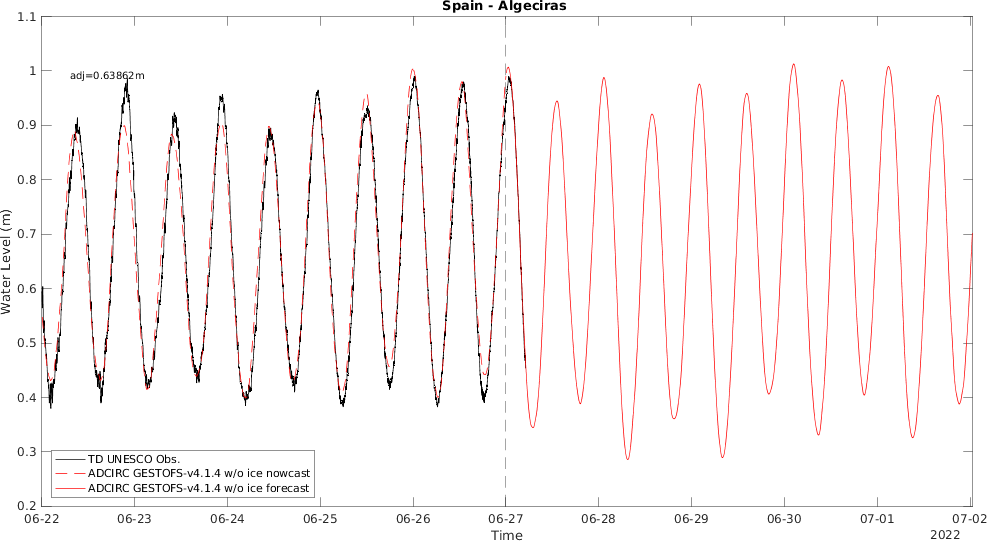 Spain - Algeciras
1.1
1
0.9
0.8
0.7
0.6
0.5
0.4
0.3
0.2
Water Level (m)
adj=0.63862m
TD UNESCO Obs.
ADCIRC GESTOFS-v4.1.4 w/o ice nowcast
ADCIRC GESTOFS-v4.1.4 w/o ice forecast
06-22 06-23 06-24 06-25 06-26 06-27 06-28 06-29 06-30 07-01 07-02
Time
2022